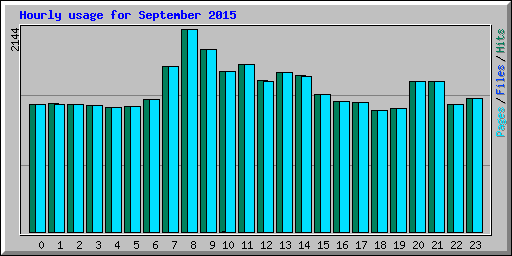 Hourly usage for September 2015
2144
Pages / Files / Hits
0 1 2 3 4 5 6 7 8 9 10 11 12 13 14 15 16 17 18 19 20 21 22 23